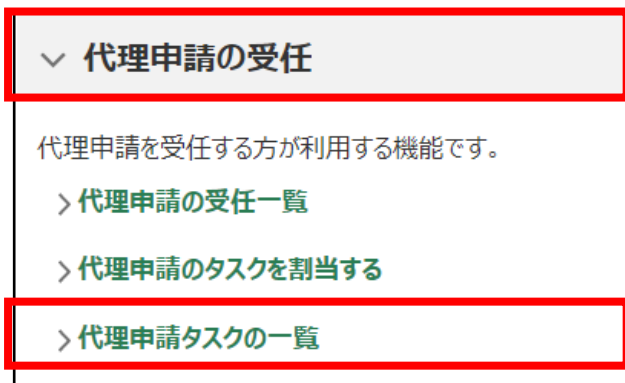 代理申請の受任
代理申請を受任する方が利用する機能です。
代理申請の受任一覧
代理申請のタスクを割当する
代理申請タスクの一覧